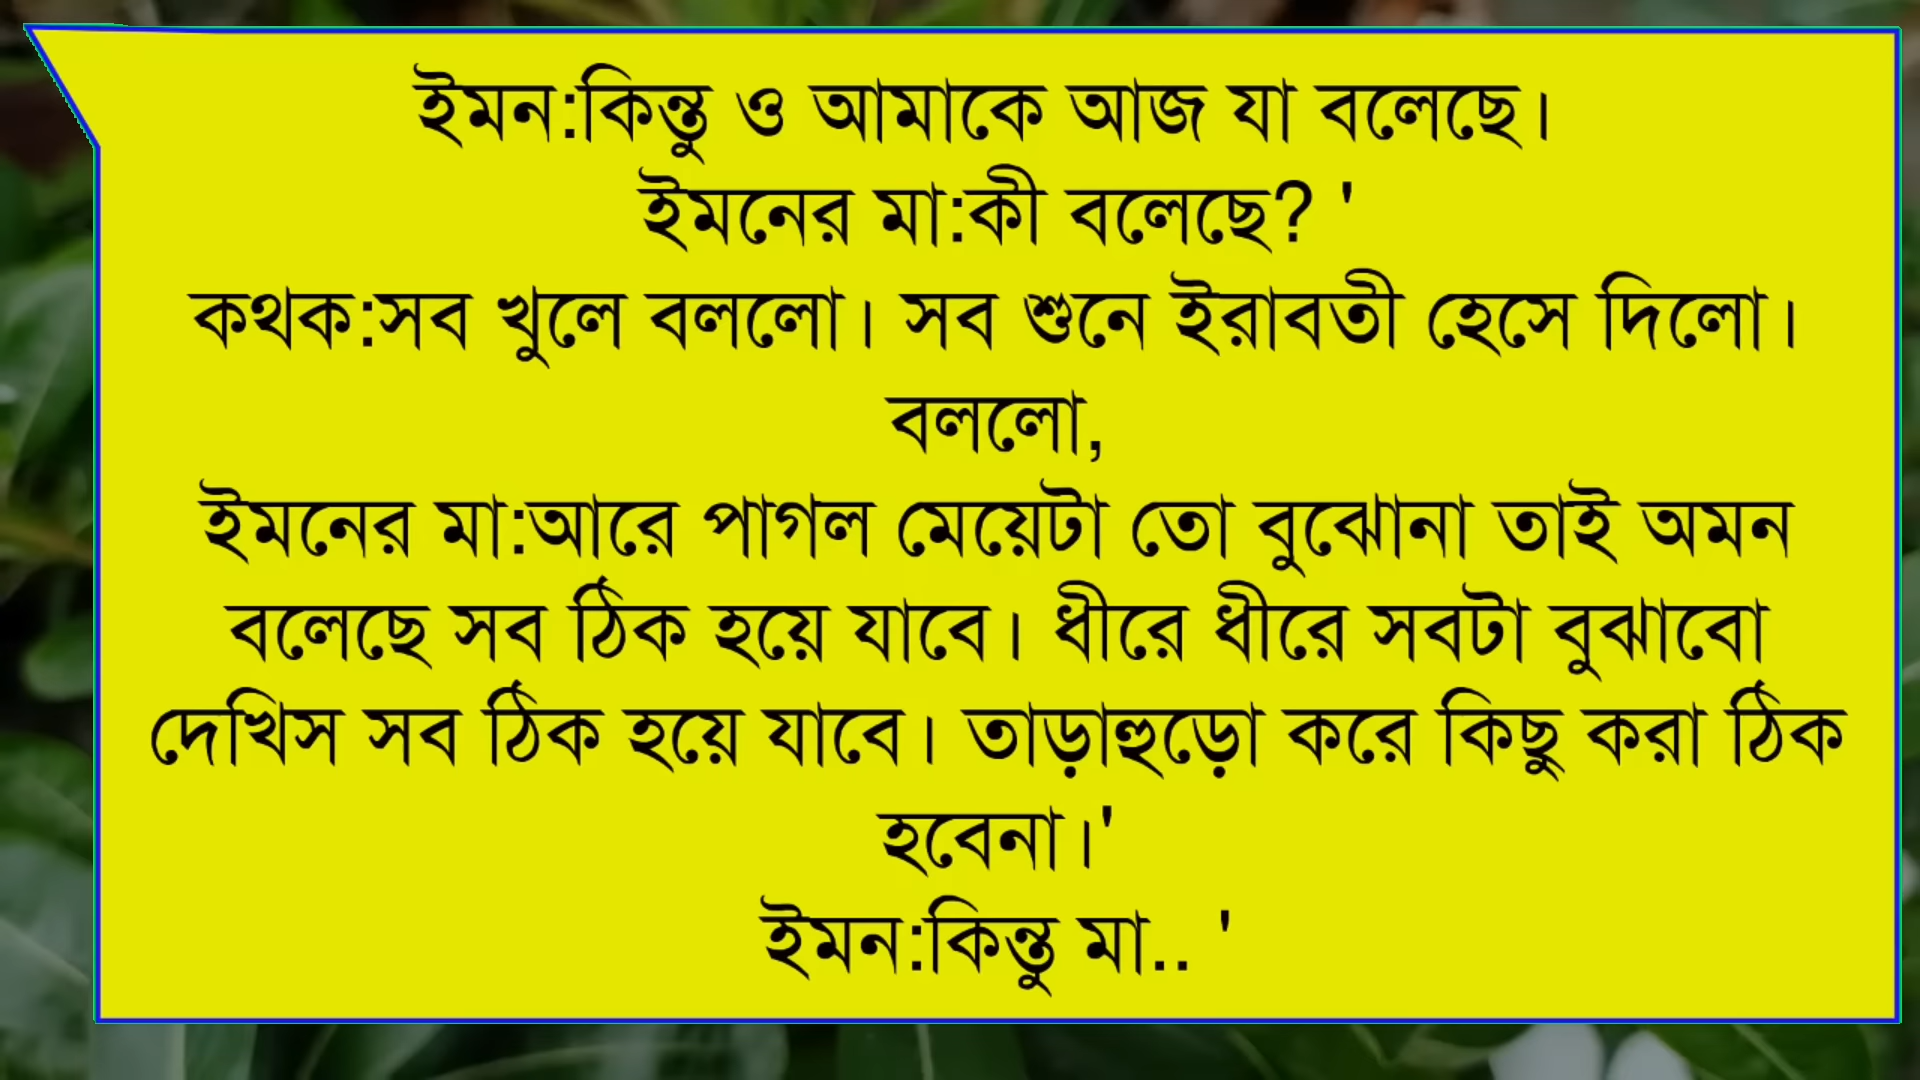 ইমন:কিন্তু ও আমাকে আজ যা বলেছে।
ইমনের মা:কী বলেছে? '
কথক:সব খুলে বললো। সব শুনে ইরাবতী হেসে দিলো।
বললো,
ইমনের মা:আরে পাগল মেয়েটা তো বুঝোনা তাই অমন
বলেছে সব ঠিক হয়ে যাবে। ধীরে ধীরে সবটা বুঝাবো
দেখিস সব ঠিক হয়ে যাবে। তাড়াহুড়ো করে কিছু করা ঠিক
হবেনা।'
ইমন:কিন্তু মা.. '